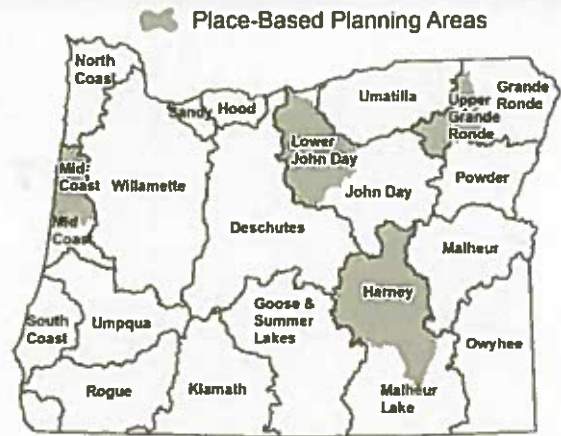 Place-Based Planning Areas
North
Coast
Sandy
Hood
Umatilla
Grande
Ronde
Upper
Grande
Ronde
Lower
John Day
Mid
Coast
Willamette
John Day
Powder
Mid
Coast
Deschutes
Malheur
Harney
Goose &
Summer
Lakes
South
Coast
Umpqua
Owyhee
Rogue
Klamath
Malheur
Lake